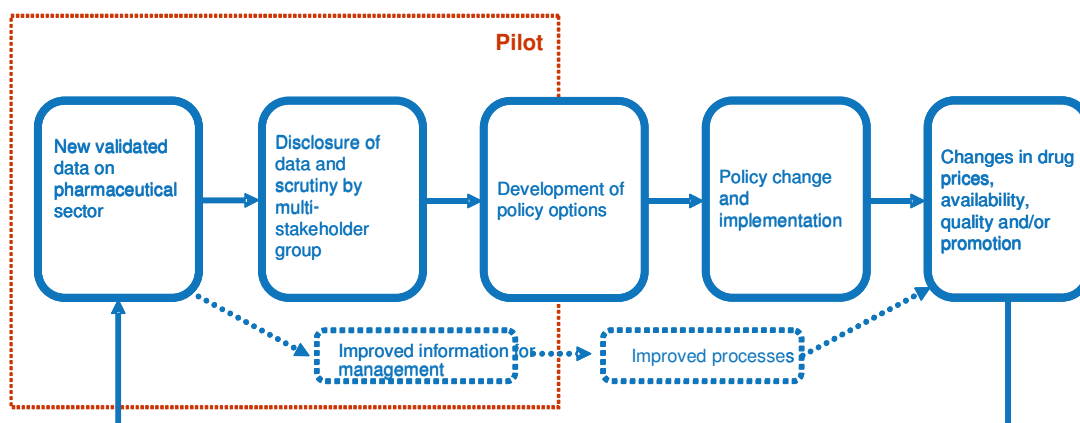 Pilot
New validated
data on
pharmaceutical
sector
Disclosure of
data and
scrutiny by
multi-
stakeholder
group
Development of
policy options
Policy change
and
implementation
Changes in drug
prices,
availability,
quality and/or
promotion
Improved information for
management
Improved processes